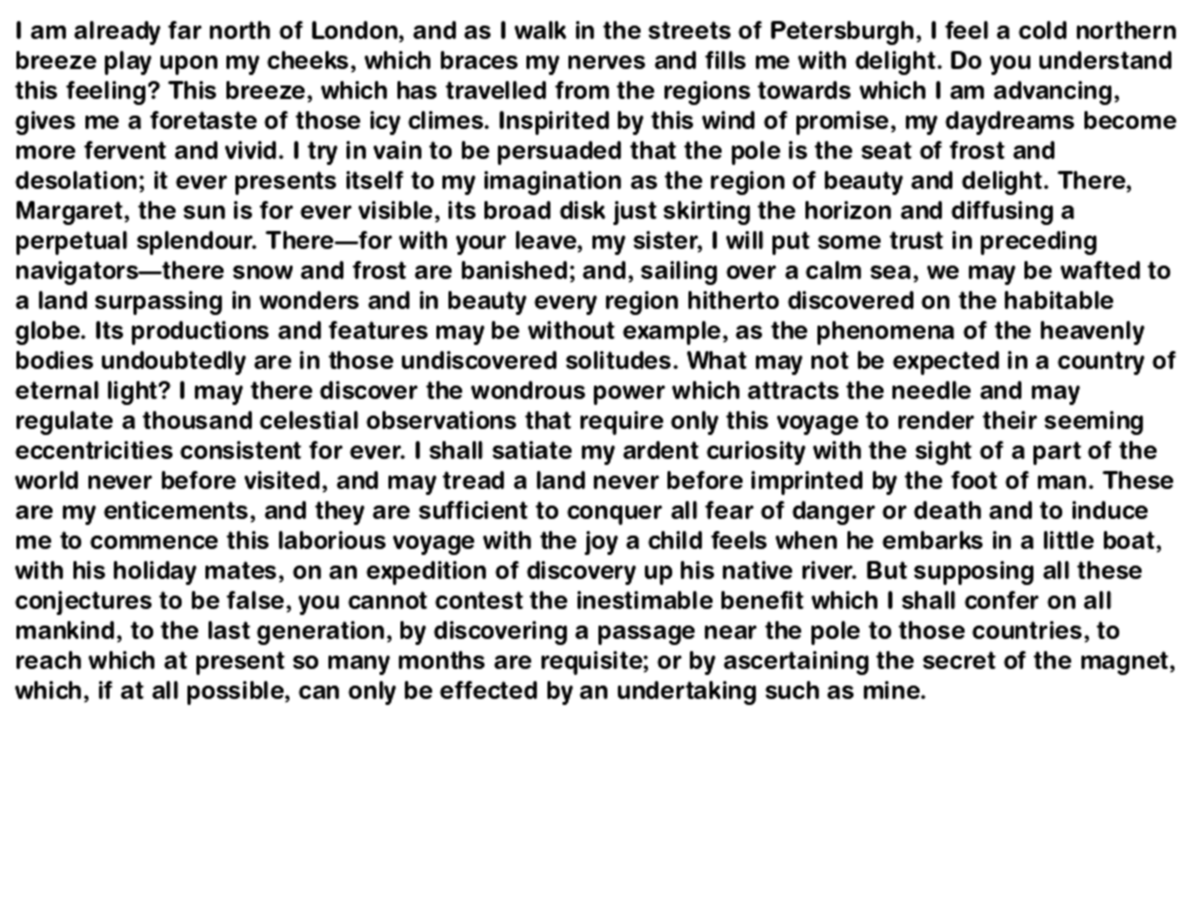 I am already far north of London, and as I walk in the streets of Petersburgh, I feel a cold northern
breeze play upon my cheeks, which braces my nerves and fills me with delight. Do you understand
this feeling? This breeze, which has travelled from the regions towards which I am advancing,
gives me a foretaste of those icy climes. Inspirited by this wind of promise, my daydreams become
more fervent and vivid. I try in vain to be persuaded that the pole is the seat of frost and
desolation; it ever presents itself to my imagination as the region of beauty and delight. There,
Margaret, the sun is for ever visible, its broad disk just skirting the horizon and diffusing a
perpetual splendour. There—for with your leave, my sister, I will put some trust in preceding
navigators—there snow and frost are banished; and, sailing over a calm sea, we may be wafted to
a land surpassing in wonders and in beauty every region hitherto discovered on the habitable
globe. Its productions and features may be without example, as the phenomena of the heavenly
bodies undoubtedly are in those undiscovered solitudes. What may not be expected in a country of
eternal light? I may there discover the wondrous power which attracts the needle and may
regulate a thousand celestial observations that require only this voyage to render their seeming
eccentricities consistent for ever. I shall satiate my ardent curiosity with the sight of a part of the
world never before visited, and may tread a land never before imprinted by the foot of man. These
are my enticements, and they are sufficient to conquer all fear of danger or death and to induce
me to commence this laborious voyage with the joy a child feels when he embarks in a little boat,
with his holiday mates, on an expedition of discovery up his native river. But supposing all these
conjectures to be false, you cannot contest the inestimable benefit which I shall confer on all
mankind, to the last generation, by discovering a passage near the pole to those countries, to
reach which at present so many months are requisite; or by ascertaining the secret of the magnet,
which, if at all possible, can only be effected by an undertaking such as mine.